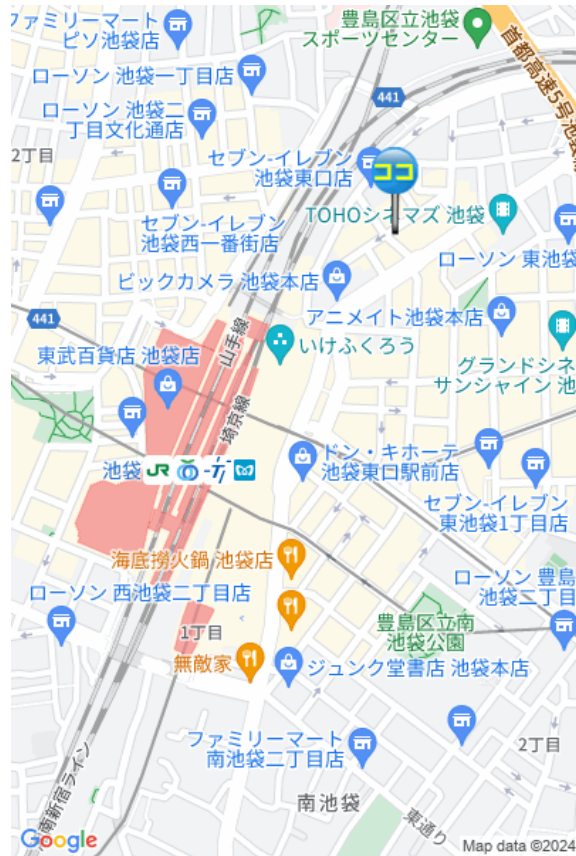 ファミリーマート
ピソ池袋店
豊島区立池袋
スポーツセンター
首都高速5号池袋
ローソン 池袋一丁目店
441
ローソン 池袋二
丁目文化通店
2丁目
セブン-イレブン
池袋東口店
ココ
セブン-イレブン
池袋西一番街店
TOHOシネマズ 池袋
ローソン 東池袋
ビックカメラ 池袋本店
441
アニメイト池袋本店
山手線
いけふくろう
東武百貨店 池袋店
グランドシネ
サンシャイン 池
埼京線
ドン・キホーテ
池袋東口駅前店
池袋 JR
セブン-イレブン
東池袋1丁目店
海底撈火鍋 池袋店
ローソン 西池袋二丁目店
ローソン 豊島
池袋二丁目
豊島区立南
池袋公園
1丁目
無敵家
ジュンク堂書店 池袋本店
ファミリーマート
南池袋二丁目店
2丁目
南新宿ライン
南池袋
東通り
Google
Map data ©2024